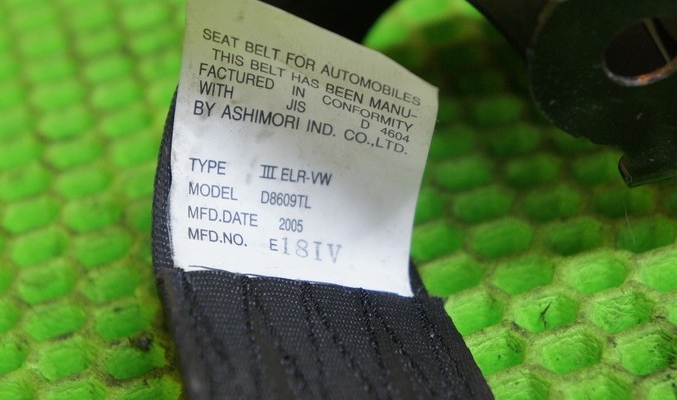 SEAT BELT FOR AUTOMOBILES
THIS BELT HAS BEEN MANU-
FACTURED IN CONFORMITY
WITH JIS D 4604
BY ASHIMORI IND. CO.,LTD.
TYPE III ELR-VW
MODEL D8609TL
MFD.DATE 2005
MFD.NO. E18IV